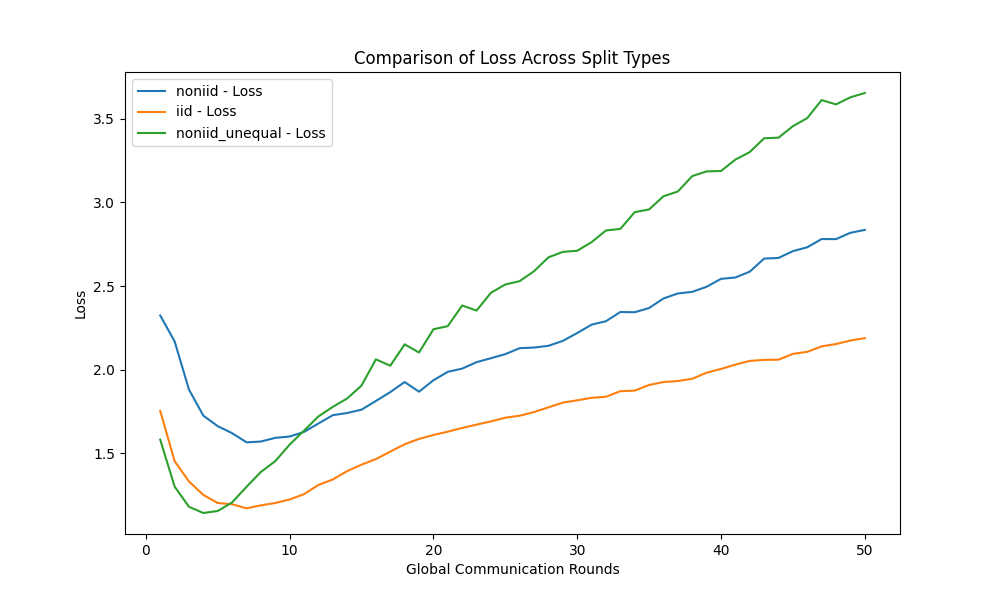 Comparison of Loss Across Split Types
noniid - Loss
iid - Loss
noniid_unequal - Loss
3.5
3.0
2.5
2.0
1.5
Loss
0 10 20 30 40 50
Global Communication Rounds